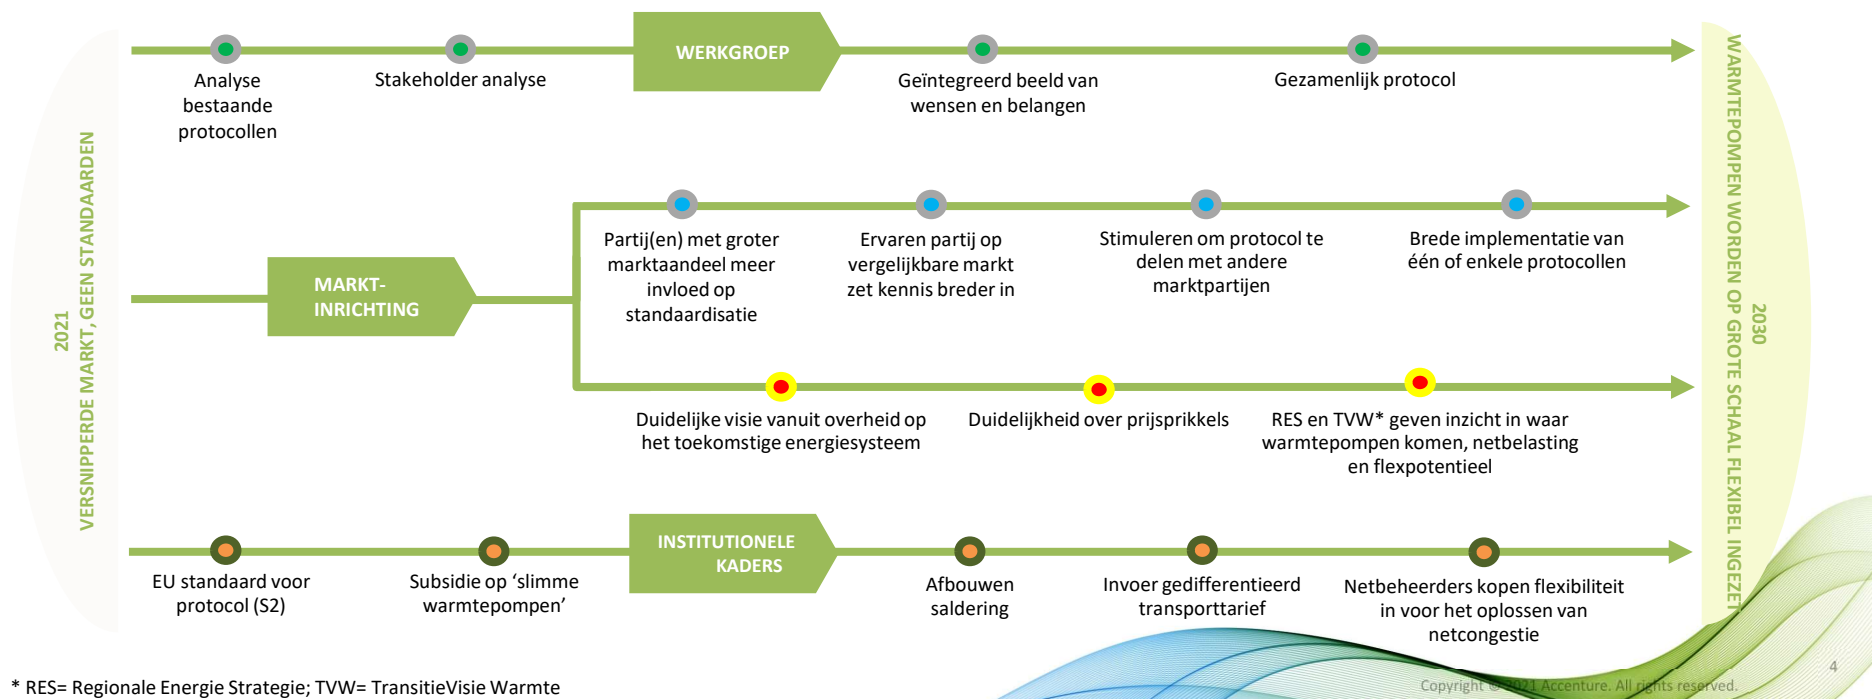 2021
VERSNIPPERDE MARKT, GEEN STANDAARDEN
WERKGROEP
Analyse
bestaande
protocollen
Stakeholder analyse
Geïntegreerd beeld van
wensen en belangen
Gezamenlijk protocol
MARKT-
INRICHTING
Partij(en) met groter
marktaandeel meer
invloed op
standaardisatie
Ervaren partij op
vergelijkbare markt
zet kennis breder in
Stimuleren om protocol te
delen met andere
marktpartijen
Brede implementatie van
één of enkele protocollen
Duidelijke visie vanuit overheid op
het toekomstige energiesysteem
Duidelijkheid over prijsprikkels
RES en TVW* geven inzicht in waar
warmtepompen komen, netbelasting
en flexpotentieel
INSTITUTIONELE
KADERS
EU standaard voor
protocol (S2)
Subsidie op ‘slimme
warmtepompen’
Afbouwen
saldering
Invoer gedifferentieerd
transporttarief
Netbeheerders kopen flexibiliteit
in voor het oplossen van
netcongestie
2030
WARMTEPOMPEN WORDEN OP GROTE SCHAAL FLEXIBEL INGEZET
* RES= Regionale Energie Strategie; TVW= TransitieVisie Warmte
Copyright © 2021 Accenture. All rights reserved.
4